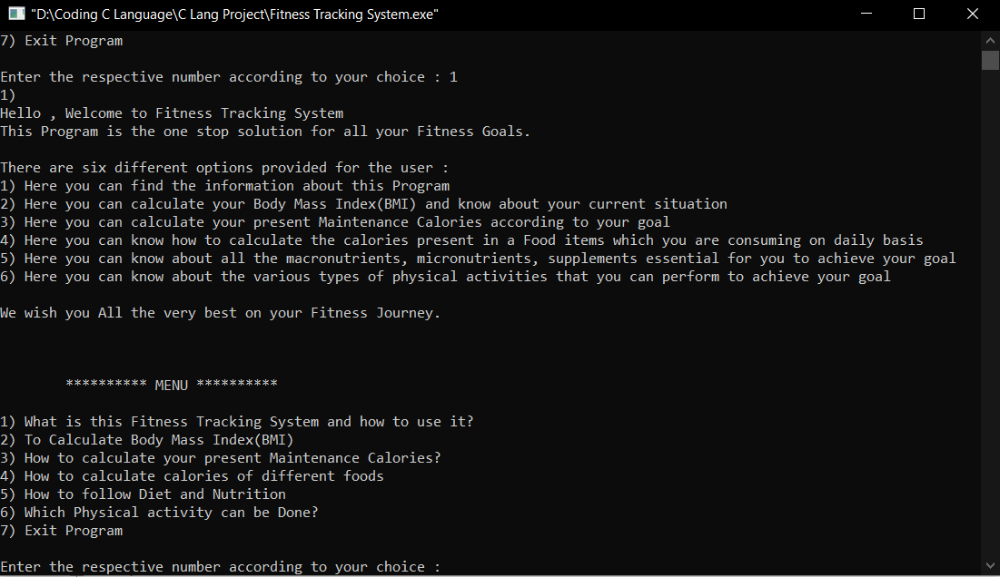 "D:\Coding C Language\C Lang Project\Fitness Tracking System.exe"
7) Exit Program
Enter the respective number according to your choice : 1
1)
Hello , Welcome to Fitness Tracking System
This Program is the one stop solution for all your Fitness Goals.
There are six different options provided for the user :
1) Here you can find the information about this Program
2) Here you can calculate your Body Mass Index(BMI) and know about your current situation
3) Here you can calculate your present Maintenance Calories according to your goal
4) Here you can know how to calculate the calories present in a Food items which you are consuming on daily basis
5) Here you can know about all the macronutrients, micronutrients, supplements essential for you to achieve your goal
6) Here you can know about the various types of physical activities that you can perform to achieve your goal
We wish you All the very best on your Fitness Journey.
********** MENU **********
1) What is this Fitness Tracking System and how to use it?
2) To Calculate Body Mass Index(BMI)
3) How to calculate your present Maintenance Calories?
4) How to calculate calories of different foods
5) How to follow Diet and Nutrition
6) Which Physical activity can be Done?
7) Exit Program
Enter the respective number according to your choice :